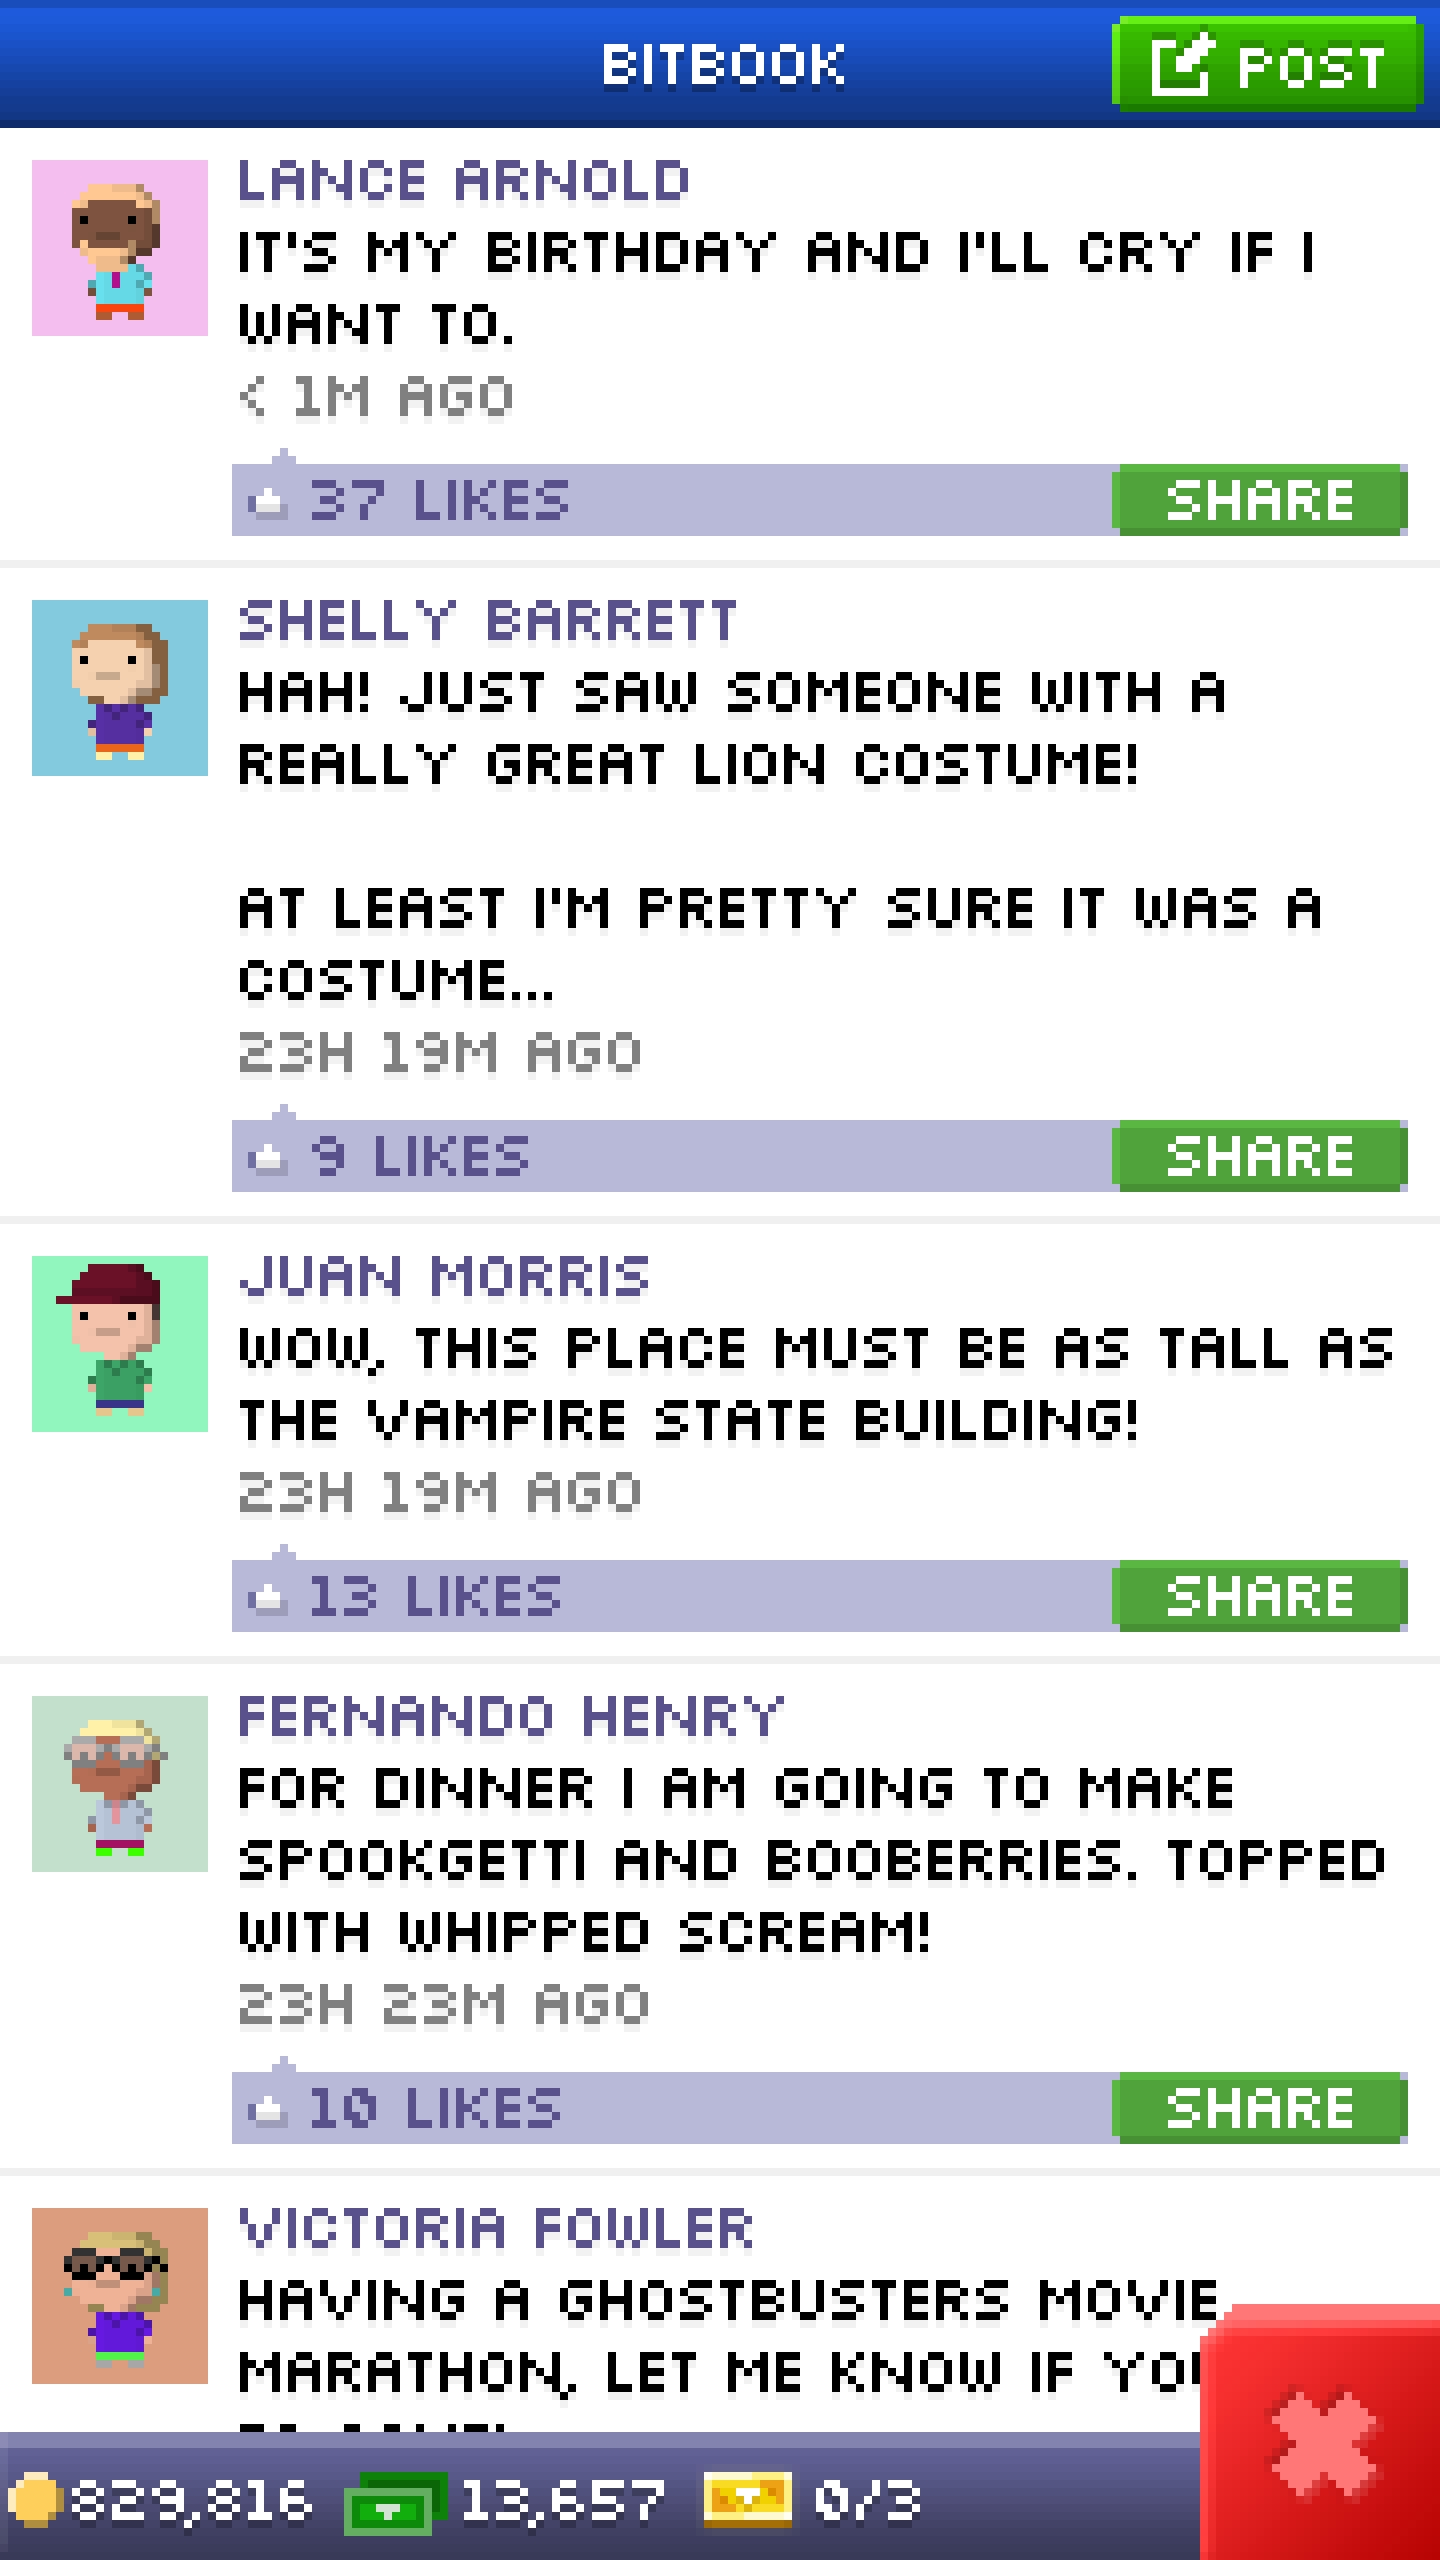 BITBOOK
POST
LANCE ARNOLD
IT'S MY BIRTHDAY AND I'LL CRY IF I
WANT TO.
< 1M AGO
37 LIKES
SHARE
SHELLY BARRETT
HAH! JUST SAW SOMEONE WITH A
REALLY GREAT LION COSTUME!
AT LEAST I'M PRETTY SURE IT WAS A
COSTUME...
23H 19M AGO
9 LIKES
SHARE
JUAN MORRIS
WOW, THIS PLACE MUST BE AS TALL AS
THE VAMPIRE STATE BUILDING!
23H 19M AGO
13 LIKES
SHARE
FERNANDO HENRY
FOR DINNER I AM GOING TO MAKE
SPOOKGETTI AND BOOBERRIES. TOPPED
WITH WHIPPED SCREAM!
23H 23M AGO
10 LIKES
SHARE
VICTORIA FOWLER
HAVING A GHOSTBUSTERS MOVIE
MARATHON, LET ME KNOW IF YOU
829,816
13,657
0/3